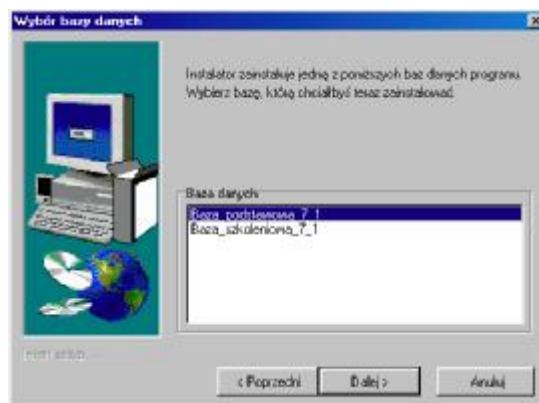 Wybór bazy danych
Instalator zainstaluje jedną z poniższych baz danych programu.
Wybierz bazę, którą chciałbyś teraz zainstalować.
Baza danych
Baza_podstawowa_7_1
Baza_szkoleniowa_7_1
< Poprzedni
Dalej >
Anuluj